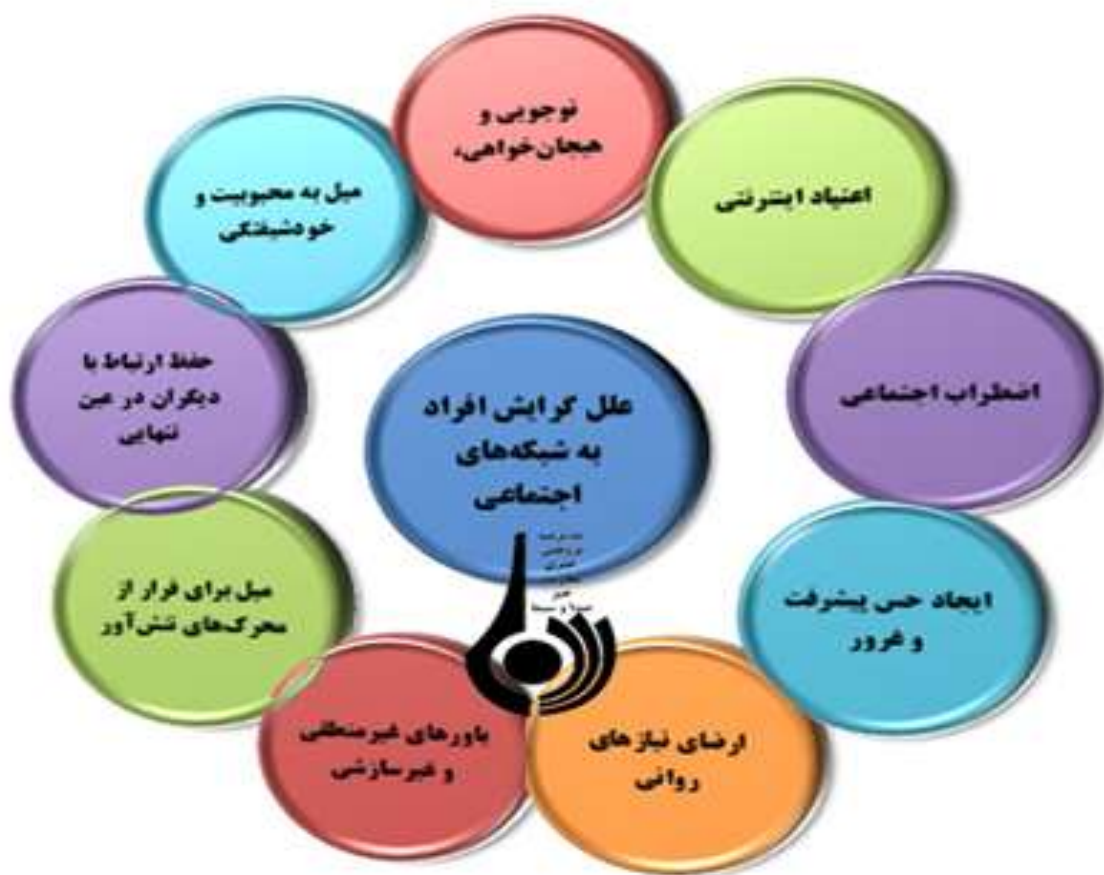 نوجویی و
هیجان‌خواهی،
اعتیاد اینترنتی
اضطراب اجتماعی
ایجاد حس پیشرفت
و غرور
ارضای نیازهای
روانی
باورهای غیرمنطقی
و غیرسازشی
میل برای فرار از
محرک‌های تنش‌آور
حفظ ارتباط با
دیگران در عین
تنهایی
میل به محبوبیت و
خودشیفتگی
علل گرایش افراد
به شبکه‌های
اجتماعی
صدا و سیما